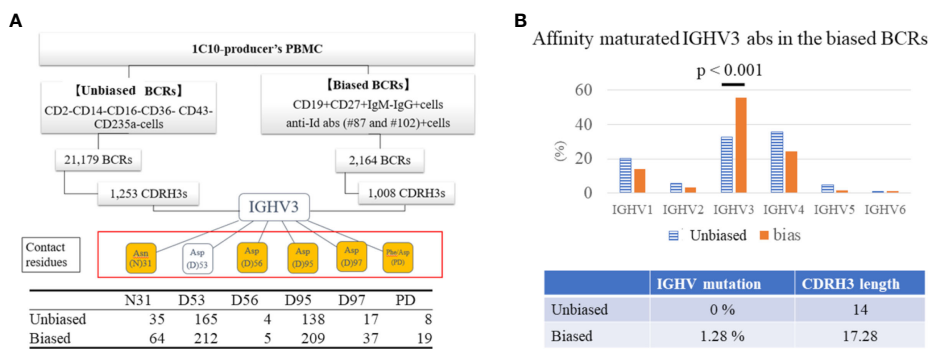 A
1C10-producer's PBMC
【Unbiased BCRs】
CD2-CD14-CD16-CD36- CD43-
CD235a-cells
【Biased BCRs】
CD19+CD27+IgM-IgG+cells
anti-Id abs (#87 and #102)+cells
21,179 BCRs
2,164 BCRs
1,253 CDRH3s
1,008 CDRH3s
IGHV3
Contact
residues
Asn
(N)31
Asp
(D)53
Asp
(D)56
Asp
(D)95
Asp
(D)97
Phe/Asp
(PD)
N31 D53 D56 D95 D97 PD
Unbiased 35 165 4 138 17 8
Biased 64 212 5 209 37 19
B
Affinity maturated IGHV3 abs in the biased BCRs
p < 0.001
(%)
60
40
20
0
IGHV1 IGHV2 IGHV3 IGHV4 IGHV5 IGHV6
Unbiased bias
IGHV mutation CDRH3 length
Unbiased 0 % 14
Biased 1.28 % 17.28